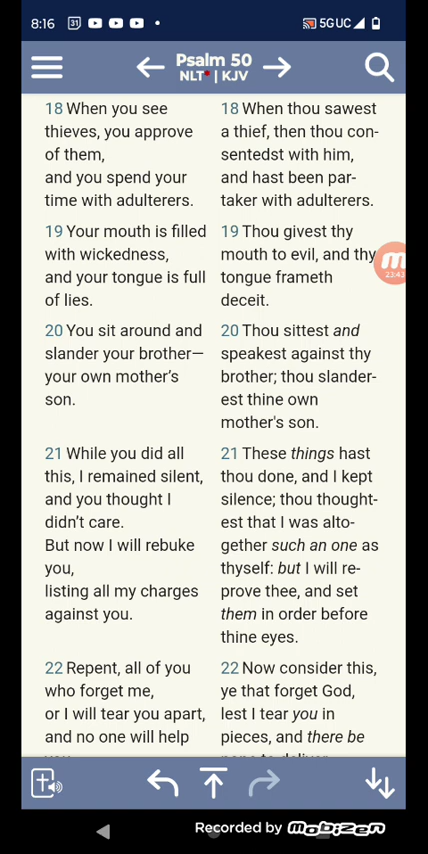 8:16
31
5G UC
Psalm 50
NLT | KJV
18 When you see
thieves, you approve
of them,
and you spend your
time with adulterers.
19 Your mouth is filled
with wickedness,
and your tongue is full
of lies.
20 You sit around and
slander your brother—
your own mother’s
son.
21 While you did all
this, I remained silent,
and you thought I
didn’t care.
But now I will rebuke
you,
listing all my charges
against you.
22 Repent, all of you
who forget me,
or I will tear you apart,
and no one will help
18 When thou sawest
a thief, then thou con-
sentedst with him,
and hast been par-
taker with adulterers.
19 Thou givest thy
mouth to evil, and thy
tongue frameth
deceit.
20 Thou sittest and
speakest against thy
brother; thou slander-
est thine own
mother's son.
21 These things hast
thou done, and I kept
silence; thou thought-
est that I was alto-
gether such an one as
thyself: but I will re-
prove thee, and set
them in order before
thine eyes.
22 Now consider this,
ye that forget God,
lest I tear you in
pieces, and there be
Recorded by Mobizen